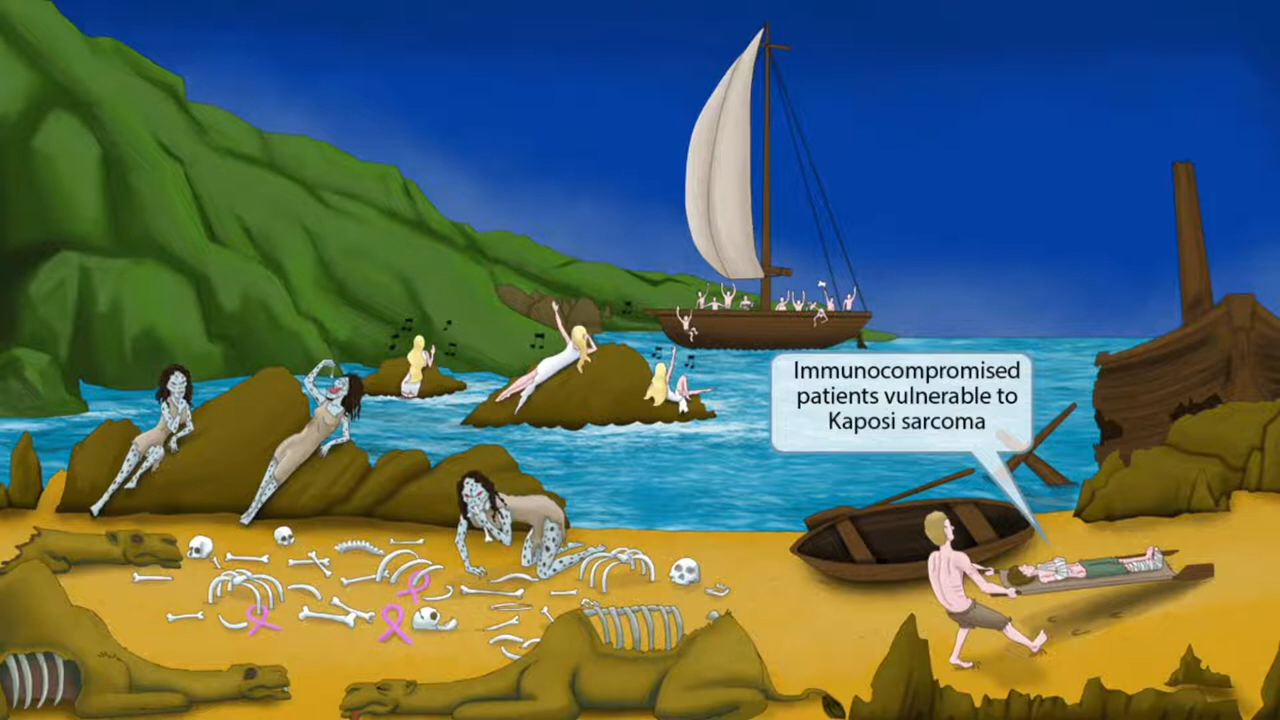 Immunocompromised
patients vulnerable to
Kaposi sarcoma